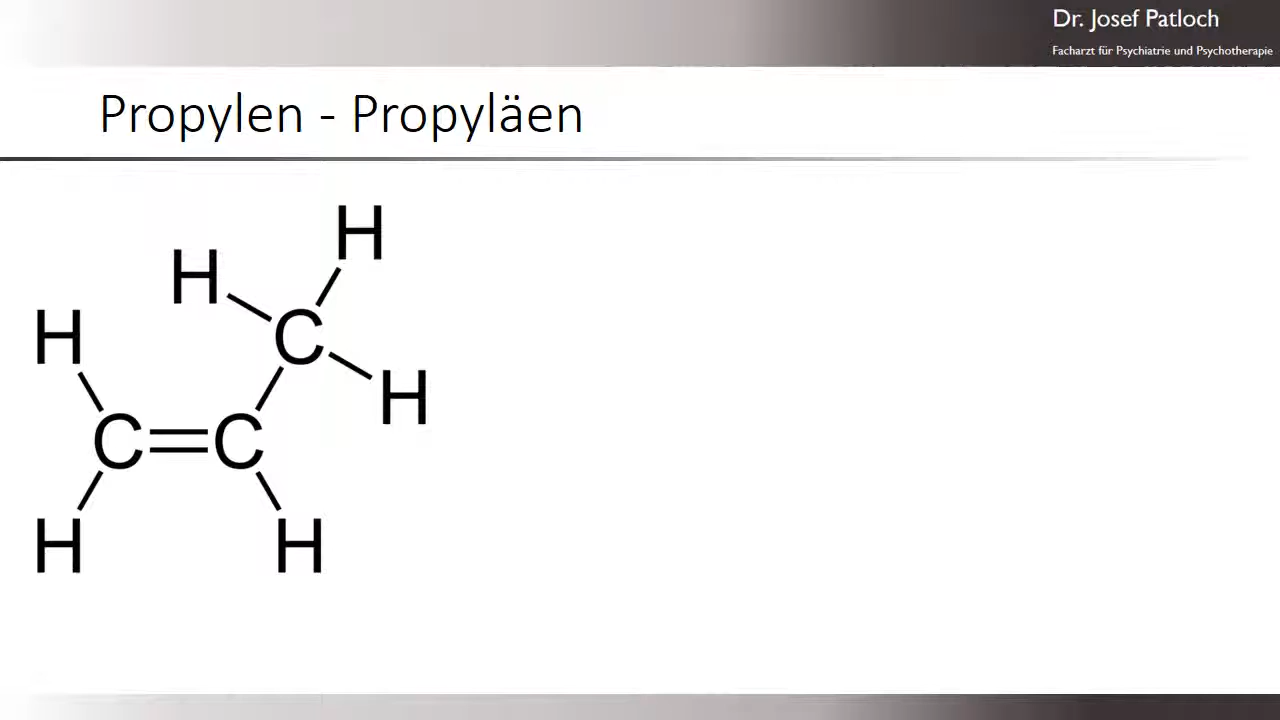 Dr. Josef Patloch
Facharzt für Psychiatrie und Psychotherapie
Propylen - Propyläen
H
H
H
C
H
C
C
H
H